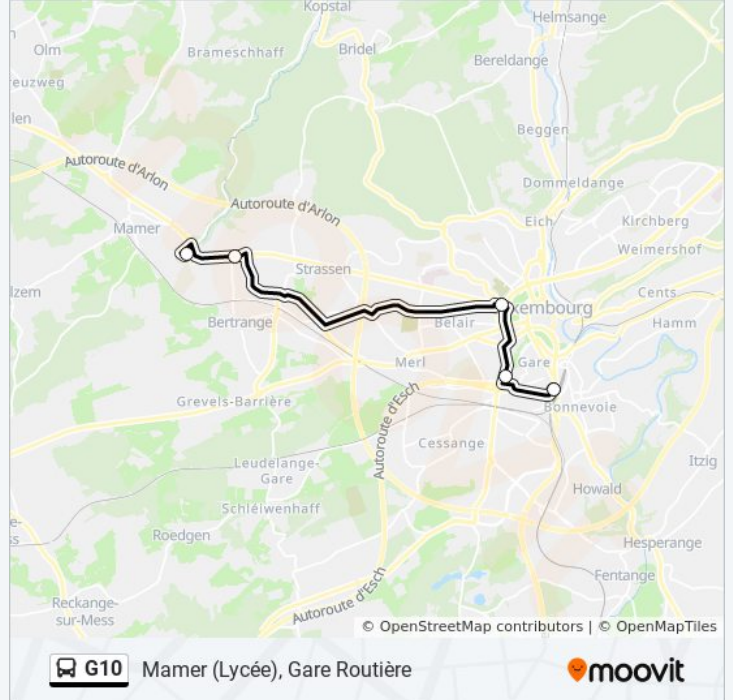 Kopstal
Helmsange
Olm
Brameschhaff
Bridel
Bereldange
reuzweg
len
Beggen
Autoroute d'Arlon
Dommeldange
Autoroute d'Arlon
Eich
Kirchberg
Mamer
Weimershof
Strassen
lzem
Cents
xembourg
Bertrange
Belair
Hamm
Merl
Gare
Grevels-Barrière
Autoroute d'Esch
Bonnevoie
Cessange
Leudelange-
Gare
Itzig
Howald
Schléiwenhaff
e-
ss
Roedgen
Hesperange
Fentange
Autoroute d'Esch
Reckange-
sur-Mess
© OpenStreetMap contributors | © OpenMapTiles
G10 Mamer (Lycée), Gare Routière
moovit